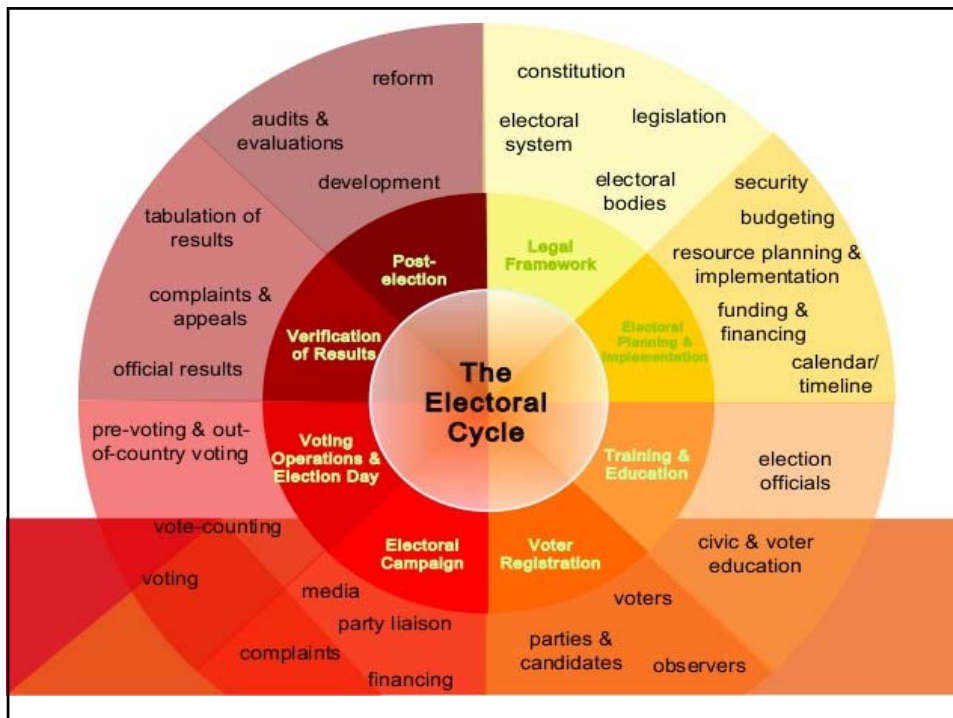 The
Electoral
Cycle
Legal
Framework
constitution
legislation
electoral
system
electoral
bodies
Electoral
Planning &
Implementation
security
budgeting
resource planning &
implementation
funding &
financing
calendar/
timeline
Training &
Education
election
officials
civic & voter
education
Voter
Registration
voters
parties &
candidates
observers
Electoral
Campaign
media
party liaison
complaints
financing
Voting
Operations &
Election Day
pre-voting & out-
of-country voting
vote-counting
voting
Verification
of Results
tabulation of
results
complaints &
appeals
official results
Post-
election
reform
audits &
evaluations
development